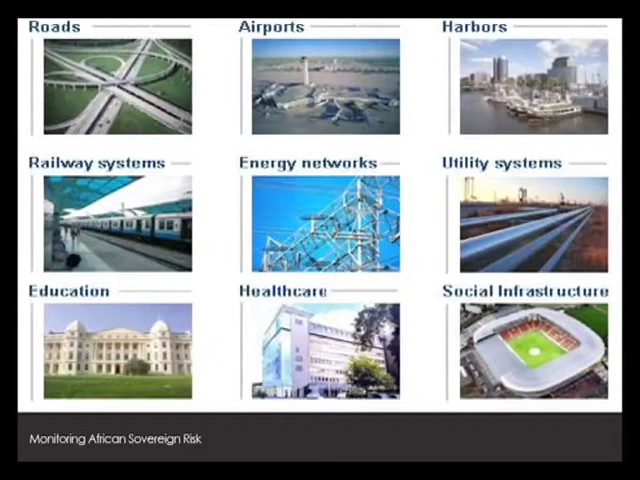 Roads
Airports
Harbors
Railway systems
Energy networks
Utility systems
Education
Healthcare
Social Infrastructure
Monitoring African Sovereign Risk